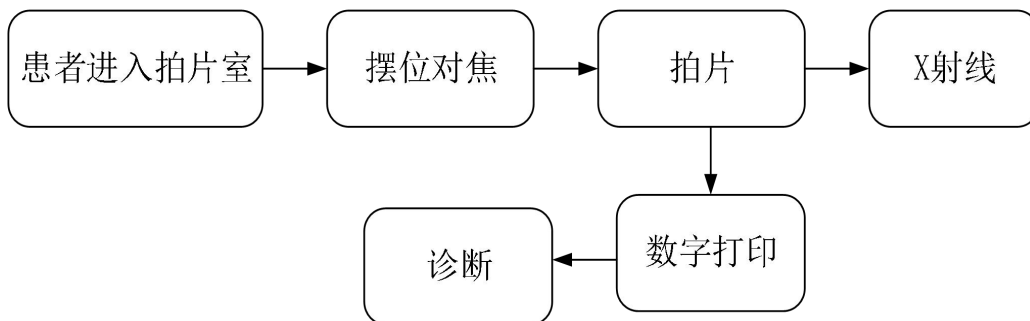 患者进入拍片室
摆位对焦
拍片
X射线
数字打印
诊断